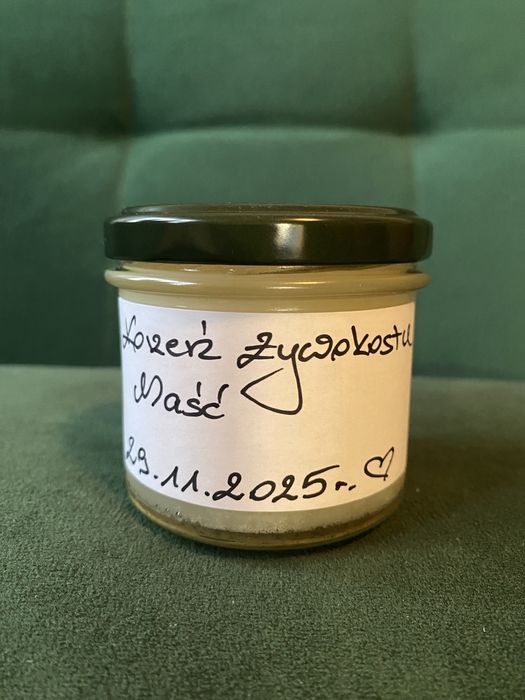 Korzeń żywokostu
Maść
29.11.2025r. ♡